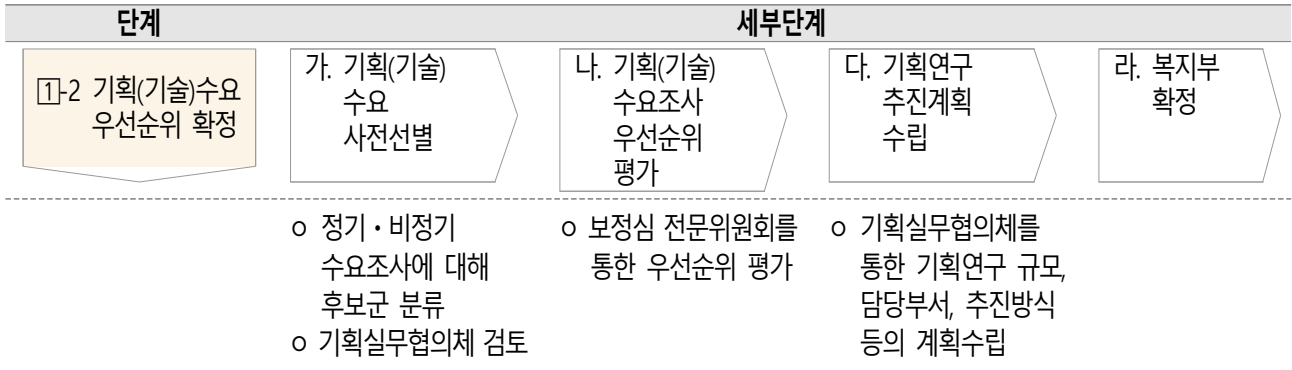 단계
세부단계
1-2 기획(기술)수요
우선순위 확정
가. 기획(기술)
수요
사전선별
나. 기획(기술)
수요조사
우선순위
평가
다. 기획연구
추진계획
수립
라. 복지부
확정
ㅇ 정기・비정기
수요조사에 대해
후보군 분류
ㅇ 기획실무협의체 검토
ㅇ 보정심 전문위원회를
통한 우선순위 평가
ㅇ 기획실무협의체를
통한 기획연구 규모,
담당부서, 추진방식
등의 계획수립